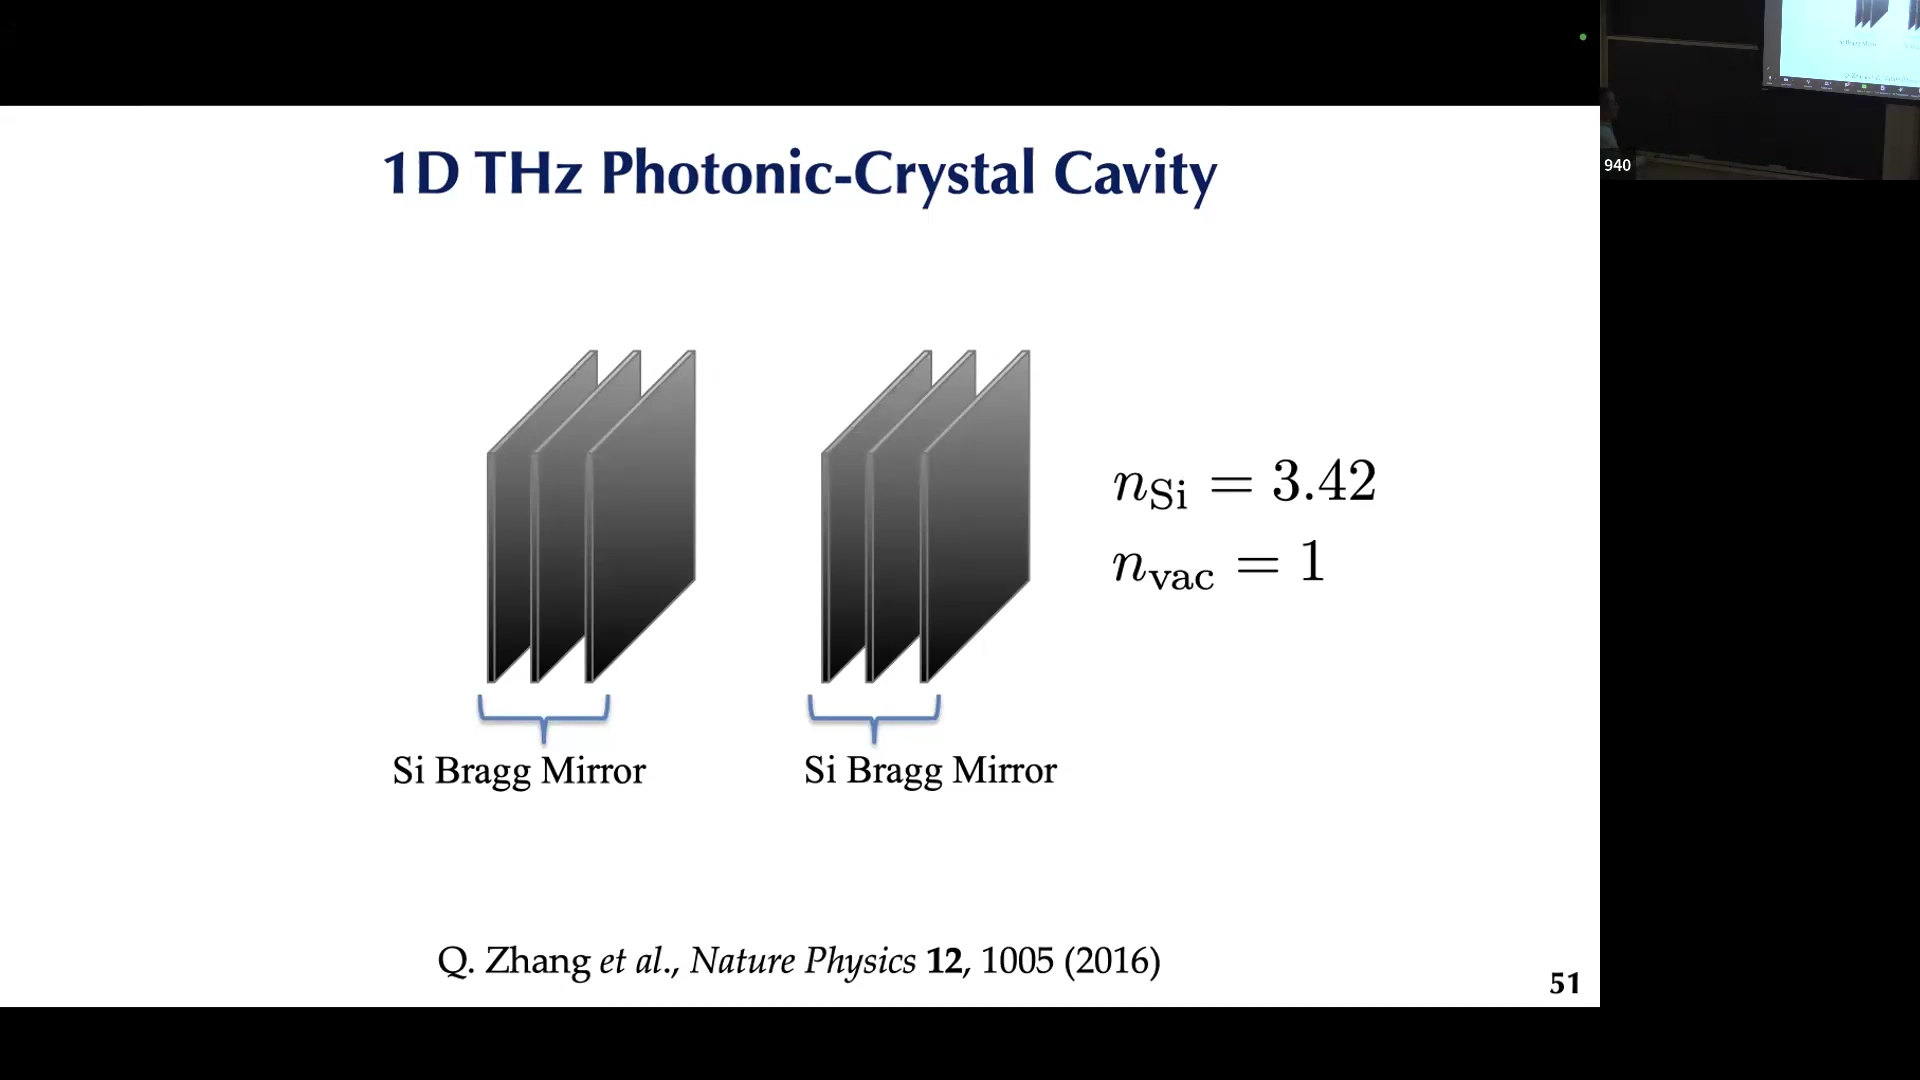 1D THz Photonic-Crystal Cavity
n_Si = 3.42
n_vac = 1
Si Bragg Mirror
Si Bragg Mirror
Q. Zhang et al., Nature Physics 12, 1005 (2016)
51
940